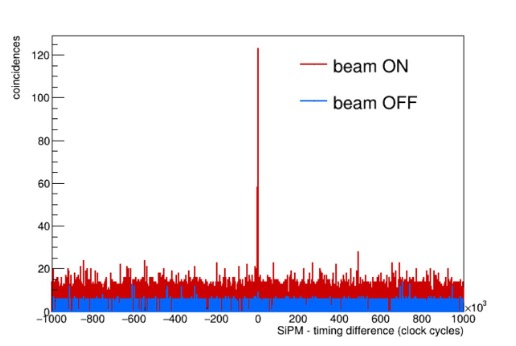 coincidences
120
100
80
60
40
20
0
beam ON
beam OFF
−1000 −800 −600 −400 −200 0 200 400 600 800 1000
×10³
SiPM - timing difference (clock cycles)